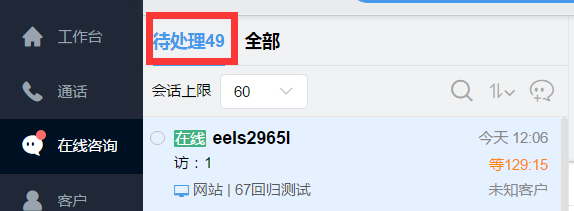 工作台
通话
在线咨询
客户
待处理49 全部
会话上限 60
在线 eels2965l 今天 12:06
访：1 等129:15
网站 | 67回归测试 未知客户